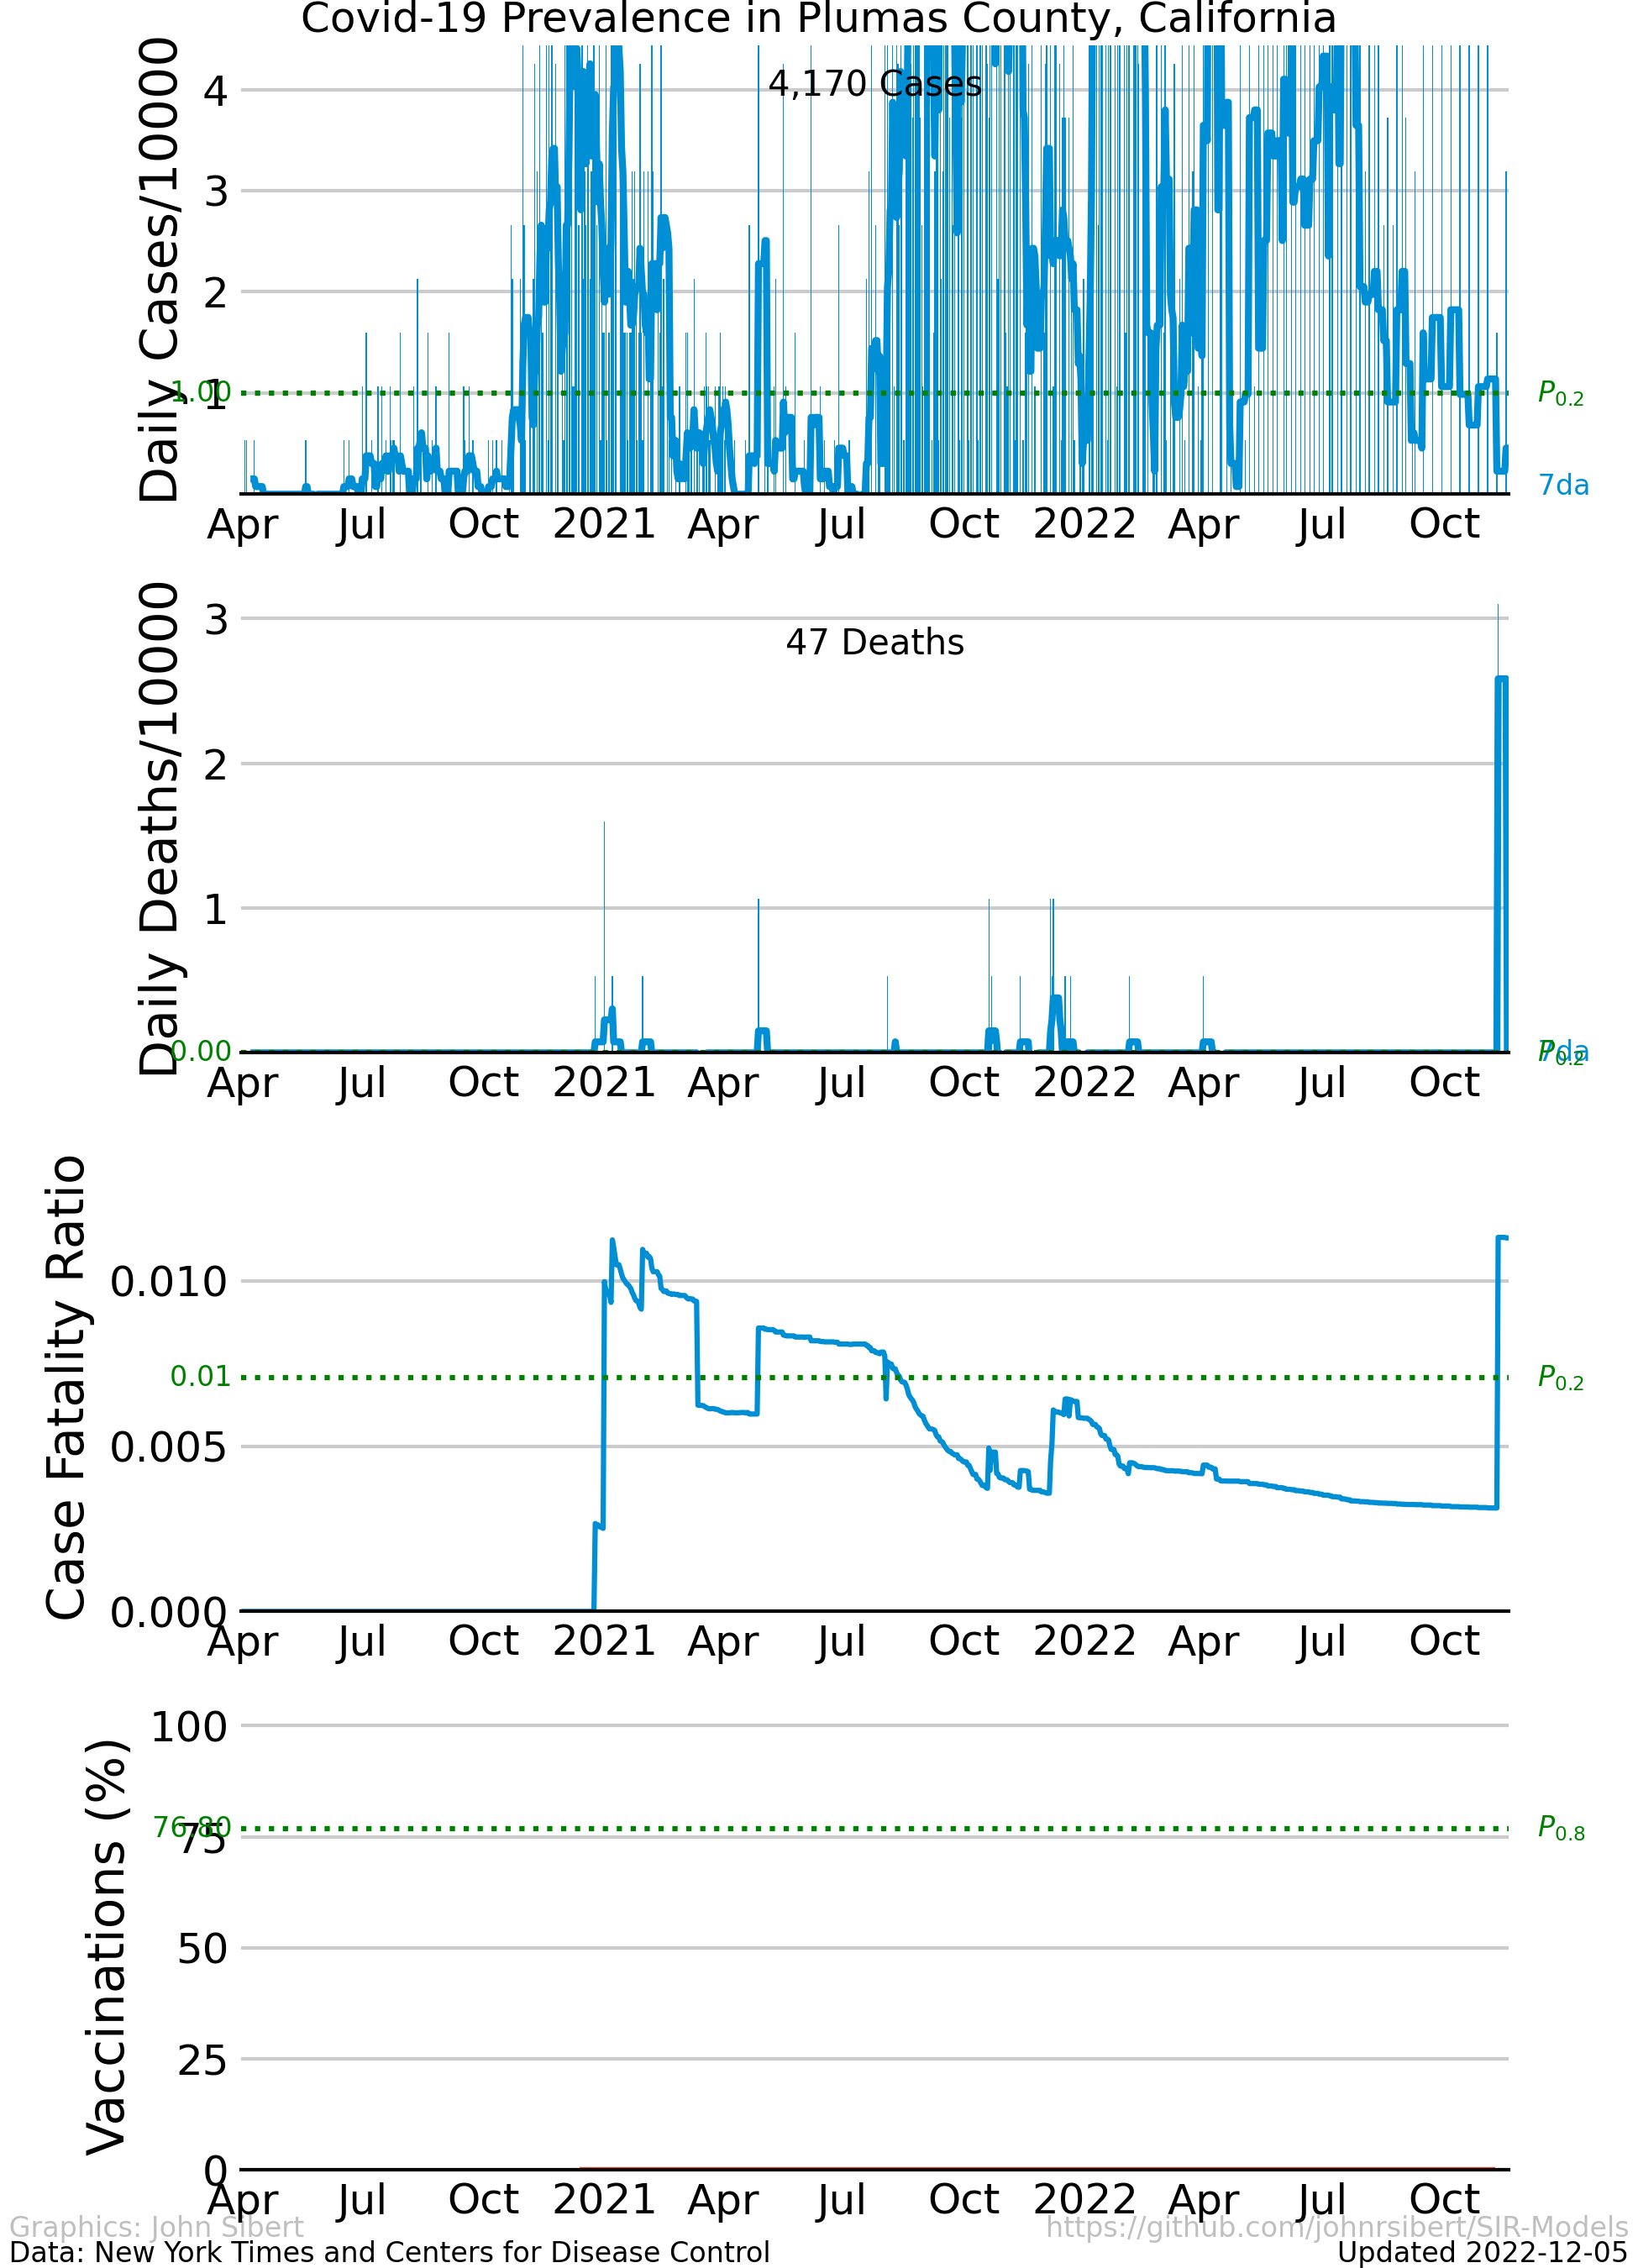 Covid-19 Prevalence in Plumas County, California
Daily Cases/10000
4
3
2
1
1.00
4,170 Cases
P0.2
7da
Apr Jul Oct 2021 Apr Jul Oct 2022 Apr Jul Oct
Daily Deaths/10000
3
2
1
0.00
47 Deaths
P0.2
7da
Apr Jul Oct 2021 Apr Jul Oct 2022 Apr Jul Oct
Case Fatality Ratio
0.010
0.01
0.005
0.000
P0.2
Apr Jul Oct 2021 Apr Jul Oct 2022 Apr Jul Oct
Vaccinations (%)
100
76.80
75
50
25
0
P0.8
Apr Jul Oct 2021 Apr Jul Oct 2022 Apr Jul Oct
Graphics: John Sibert
https://github.com/johnrsibert/SIR-Models
Data: New York Times and Centers for Disease Control
Updated 2022-12-05